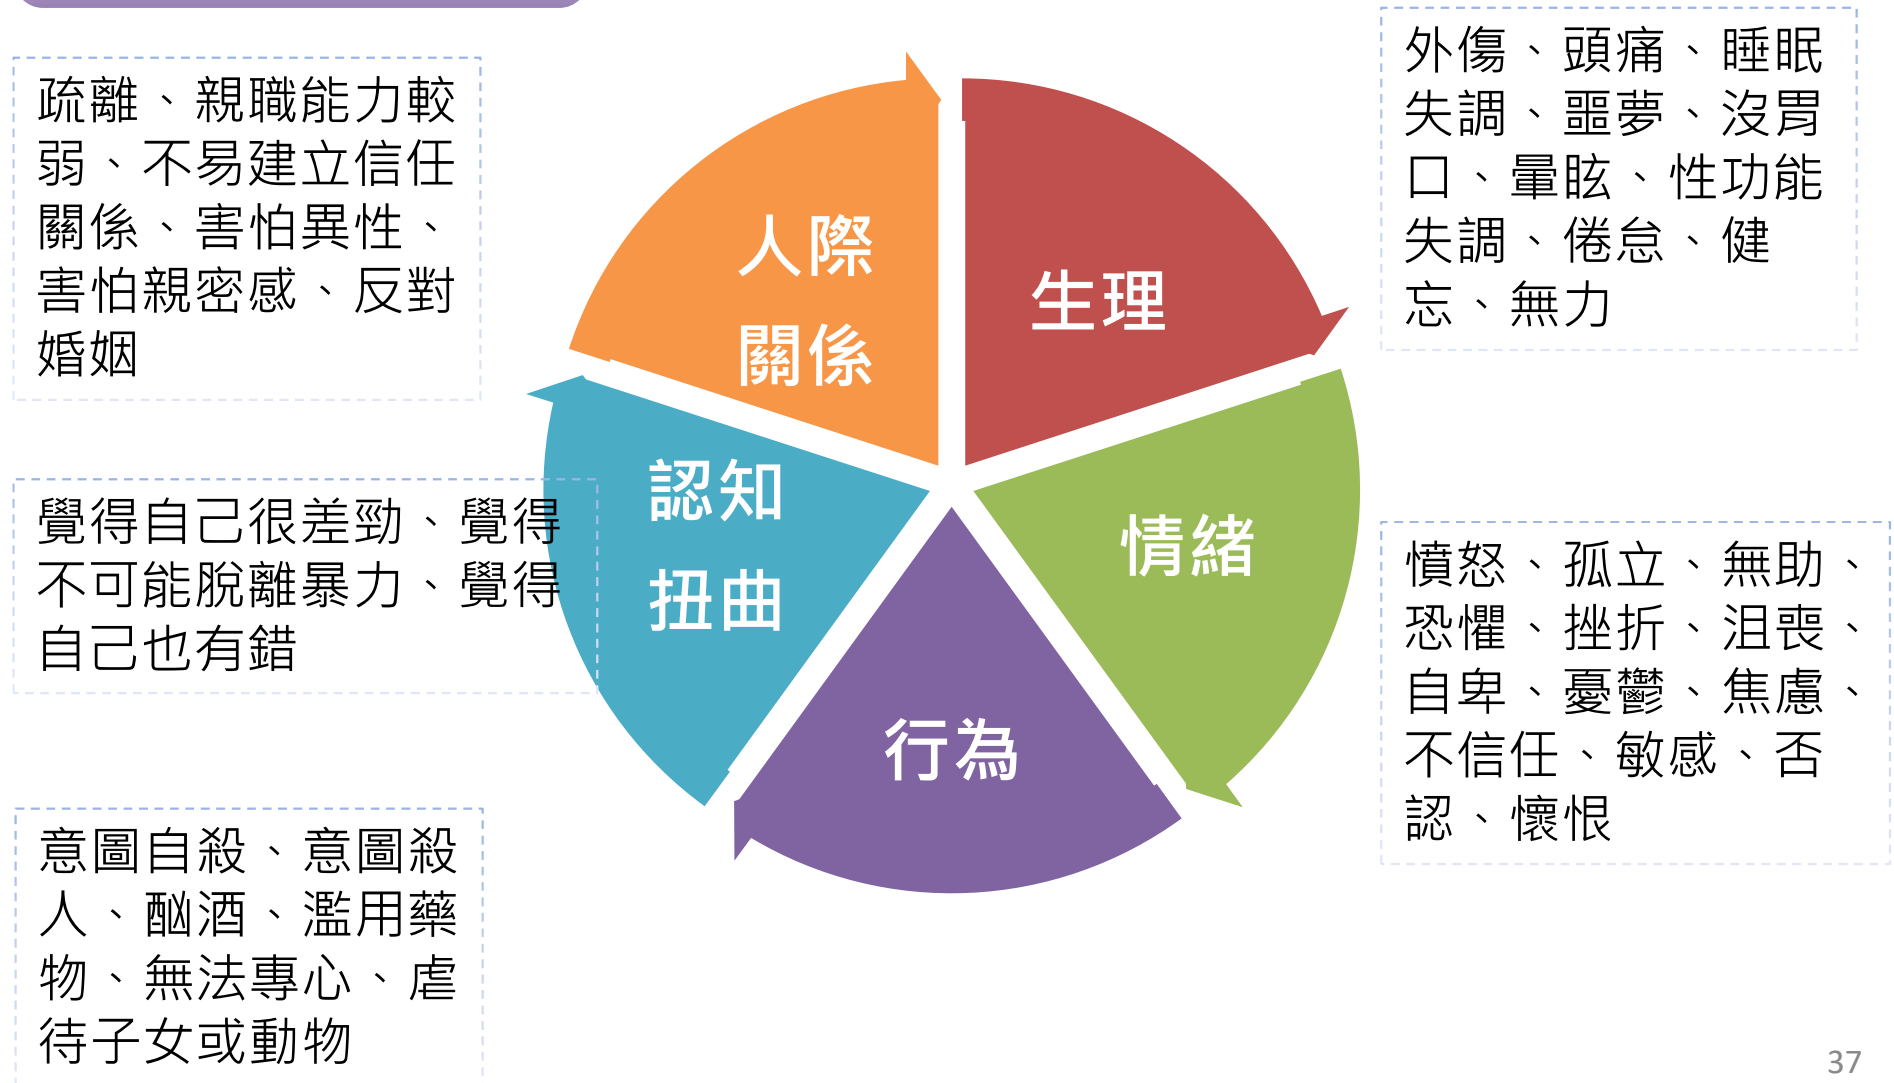 疏離、親職能力較
弱、不易建立信任
關係、害怕異性、
害怕親密感、反對
婚姻
人際
關係
生理
外傷、頭痛、睡眠
失調、噩夢、沒胃
口、暈眩、性功能
失調、倦怠、健
忘、無力
覺得自己很差勁、覺得
不可能脫離暴力、覺得
自己也有錯
認知
扭曲
情緒
憤怒、孤立、無助、
恐懼、挫折、沮喪、
自卑、憂鬱、焦慮、
不信任、敏感、否
認、懷恨
行為
意圖自殺、意圖殺
人、酗酒、濫用藥
物、無法專心、虐
待子女或動物
37